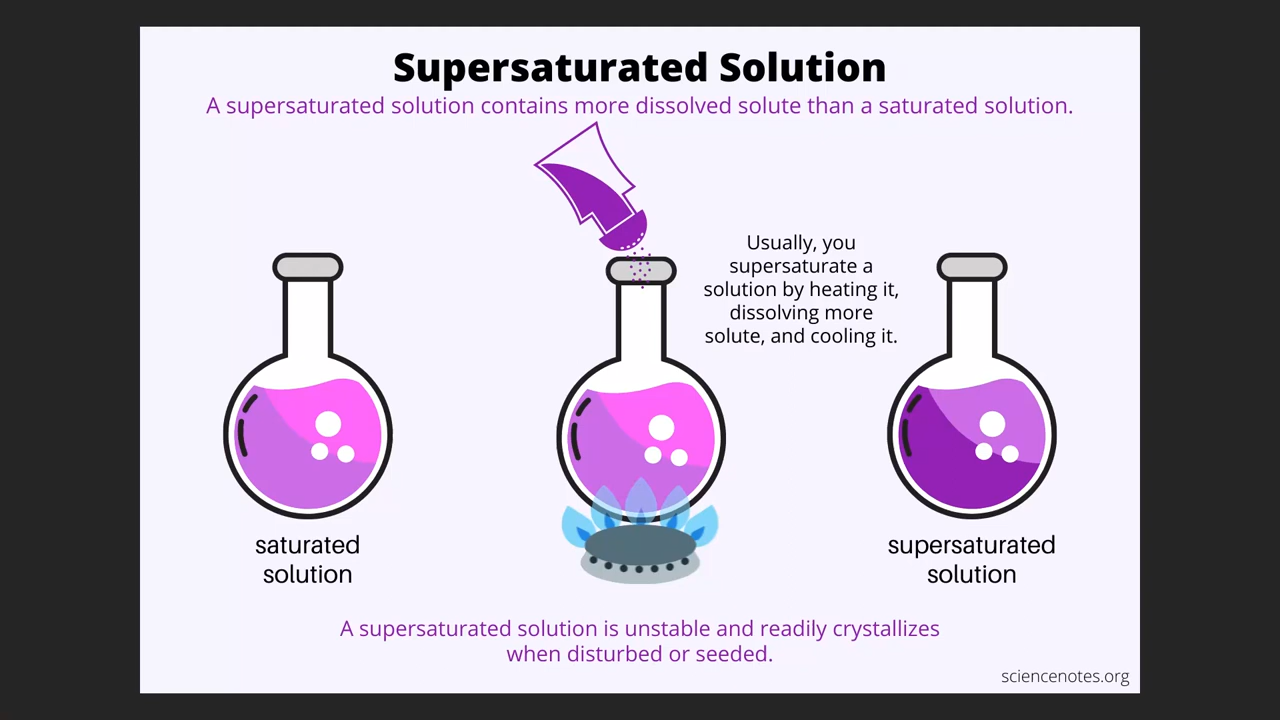 Supersaturated Solution
A supersaturated solution contains more dissolved solute than a saturated solution.
Usually, you
supersaturate a
solution by heating it,
dissolving more
solute, and cooling it.
saturated
solution
supersaturated
solution
A supersaturated solution is unstable and readily crystallizes
when disturbed or seeded.
sciencenotes.org